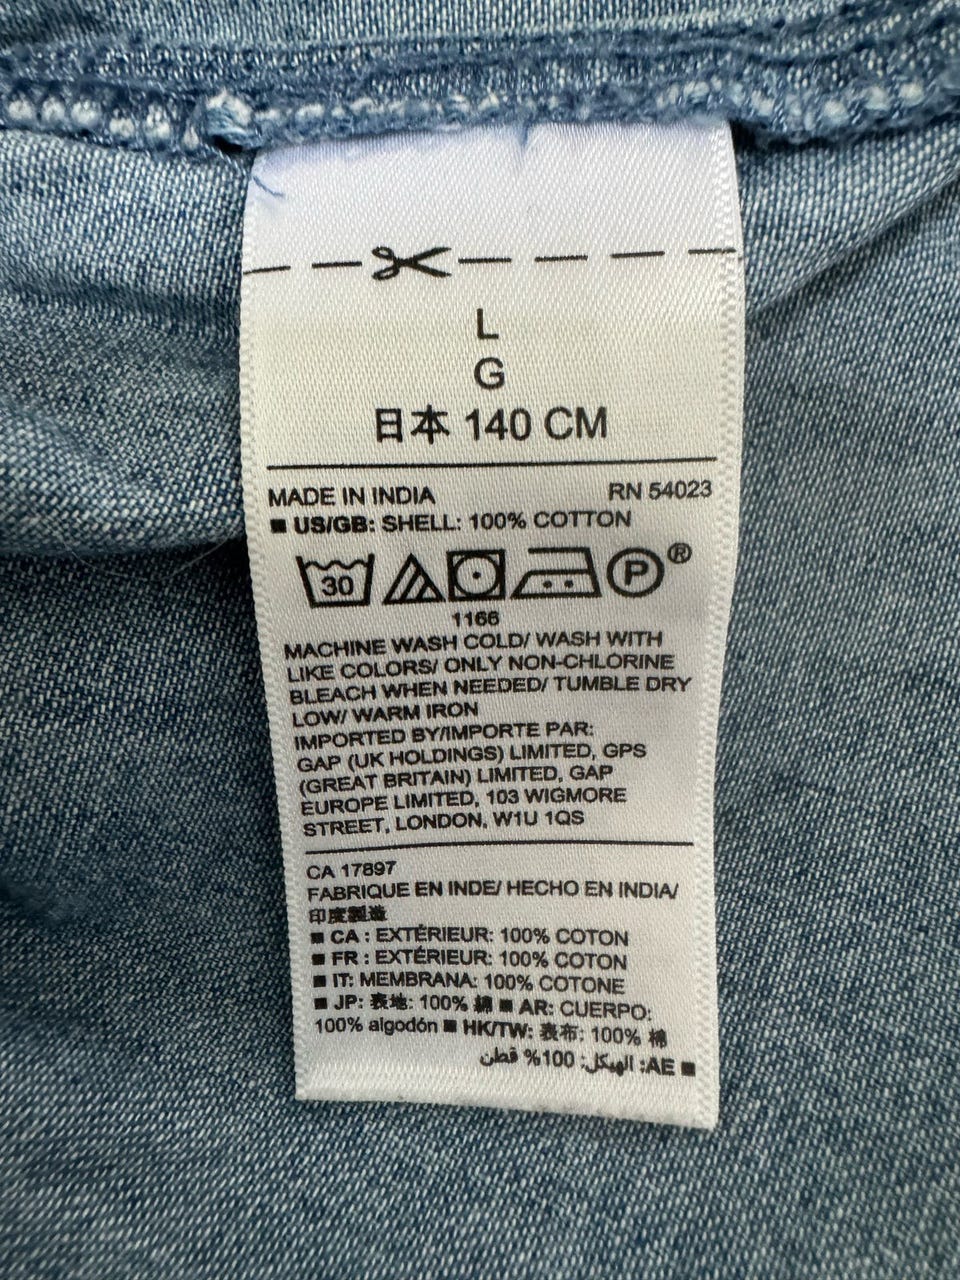 L
G
日本 140 CM
MADE IN INDIA RN 54023
■ US/GB: SHELL: 100% COTTON
30 P ®
1166
MACHINE WASH COLD/ WASH WITH
LIKE COLORS/ ONLY NON-CHLORINE
BLEACH WHEN NEEDED/ TUMBLE DRY
LOW/ WARM IRON
IMPORTED BY/IMPORTE PAR:
GAP (UK HOLDINGS) LIMITED, GPS
(GREAT BRITAIN) LIMITED, GAP
EUROPE LIMITED, 103 WIGMORE
STREET, LONDON, W1U 1QS
CA 17897
FABRIQUE EN INDE/ HECHO EN INDIA/
印度製造
■ CA : EXTÉRIEUR: 100% COTON
■ FR : EXTÉRIEUR: 100% COTON
■ IT: MEMBRANA: 100% COTONE
■ JP: 表地: 100% 綿 ■ AR: CUERPO:
100% algodón ■ HK/TW: 表布: 100% 棉
■ AE: الهيكل: 100% قطن